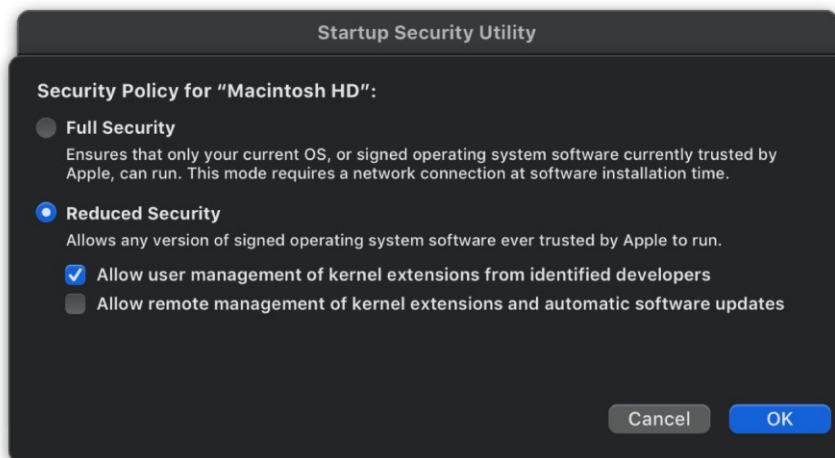 Startup Security Utility
Security Policy for “Macintosh HD”:
Full Security
Ensures that only your current OS, or signed operating system software currently trusted by
Apple, can run. This mode requires a network connection at software installation time.
Reduced Security
Allows any version of signed operating system software ever trusted by Apple to run.
Allow user management of kernel extensions from identified developers
Allow remote management of kernel extensions and automatic software updates
Cancel OK